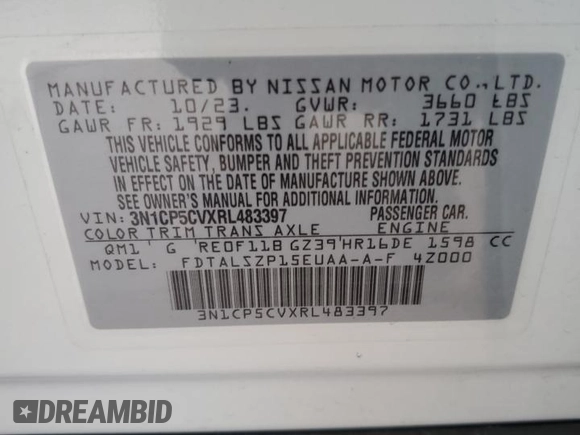 MANUFACTURED BY NISSAN MOTOR CO.,LTD.
DATE: 10/23. GVWR: 3660 LBS
GAWR FR: 1929 LBS GAWR RR: 1731 LBS
THIS VEHICLE CONFORMS TO ALL APPLICABLE FEDERAL MOTOR
VEHICLE SAFETY, BUMPER AND THEFT PREVENTION STANDARDS
IN EFFECT ON THE DATE OF MANUFACTURE SHOWN ABOVE.
SEE OWNER'S MANUAL FOR ADDITIONAL INFORMATION.
VIN: 3N1CP5CVXRL483397 PASSENGER CAR.
COLOR TRIM TRANS AXLE ENGINE
QM1 G RE0F11B GZ39 HR16DE 1598 CC
MODEL: FDTALSZP15EUAA-A-F 4Z000
3N1CP5CVXRL483397
DREAMBID